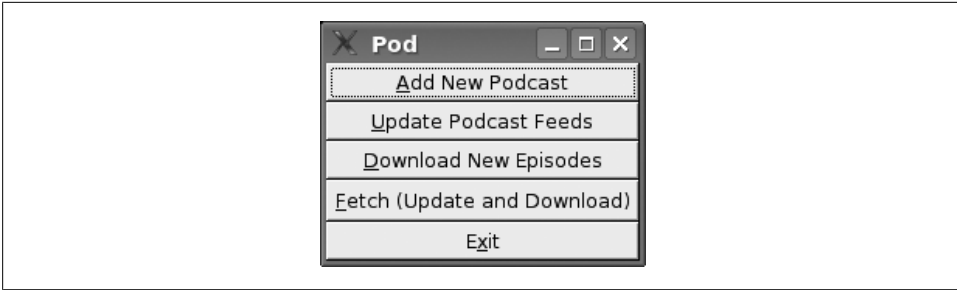 Pod
Add New Podcast
Update Podcast Feeds
Download New Episodes
Fetch (Update and Download)
Exit